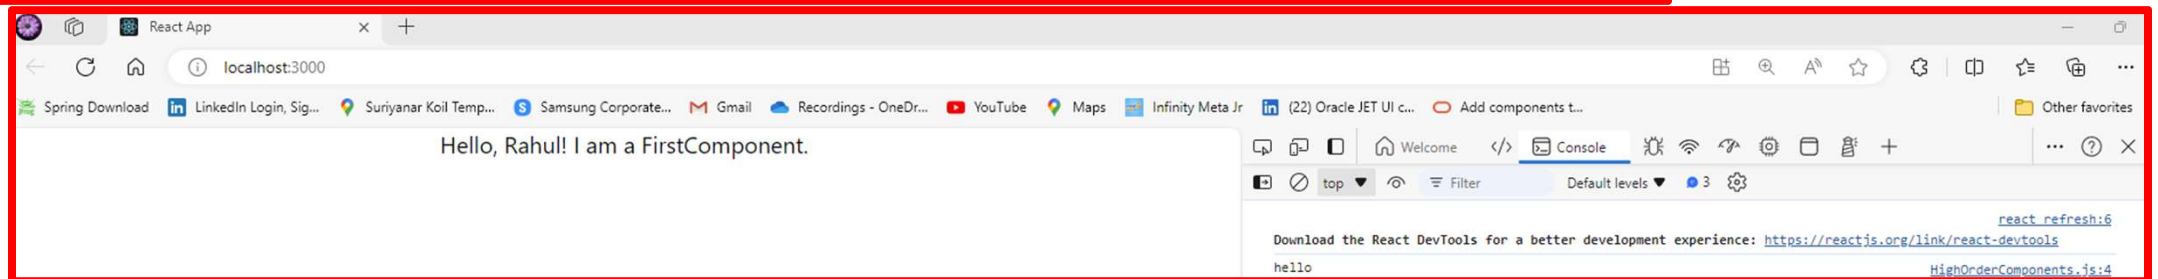 React App
localhost:3000
Spring Download LinkedIn Login, Sig... Suriyanar Koil Temp... Samsung Corporate... Gmail Recordings - OneDr... YouTube Maps Infinity Meta Jr (22) Oracle JET UI c... Add components t... Other favorites
Hello, Rahul! I am a FirstComponent.
Welcome Console
top Filter Default levels 3
react refresh:6
Download the React DevTools for a better development experience: https://reactjs.org/link/react-devtools
hello HighOrderComponents.js:4